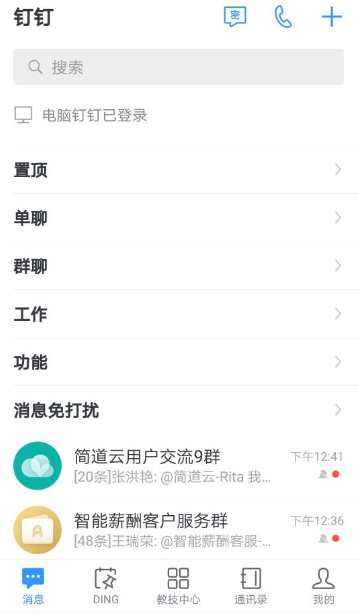 钉钉
密
搜索
电脑钉钉已登录
置顶
单聊
群聊
工作
功能
消息免打扰
简道云用户交流9群
下午12:41
[20条]张洪艳: @简道云-Rita 我...
智能薪酬客户服务群
下午12:36
[48条]王瑞荣: @智能薪酬客服-...
消息
DING
教技中心
通讯录
我的